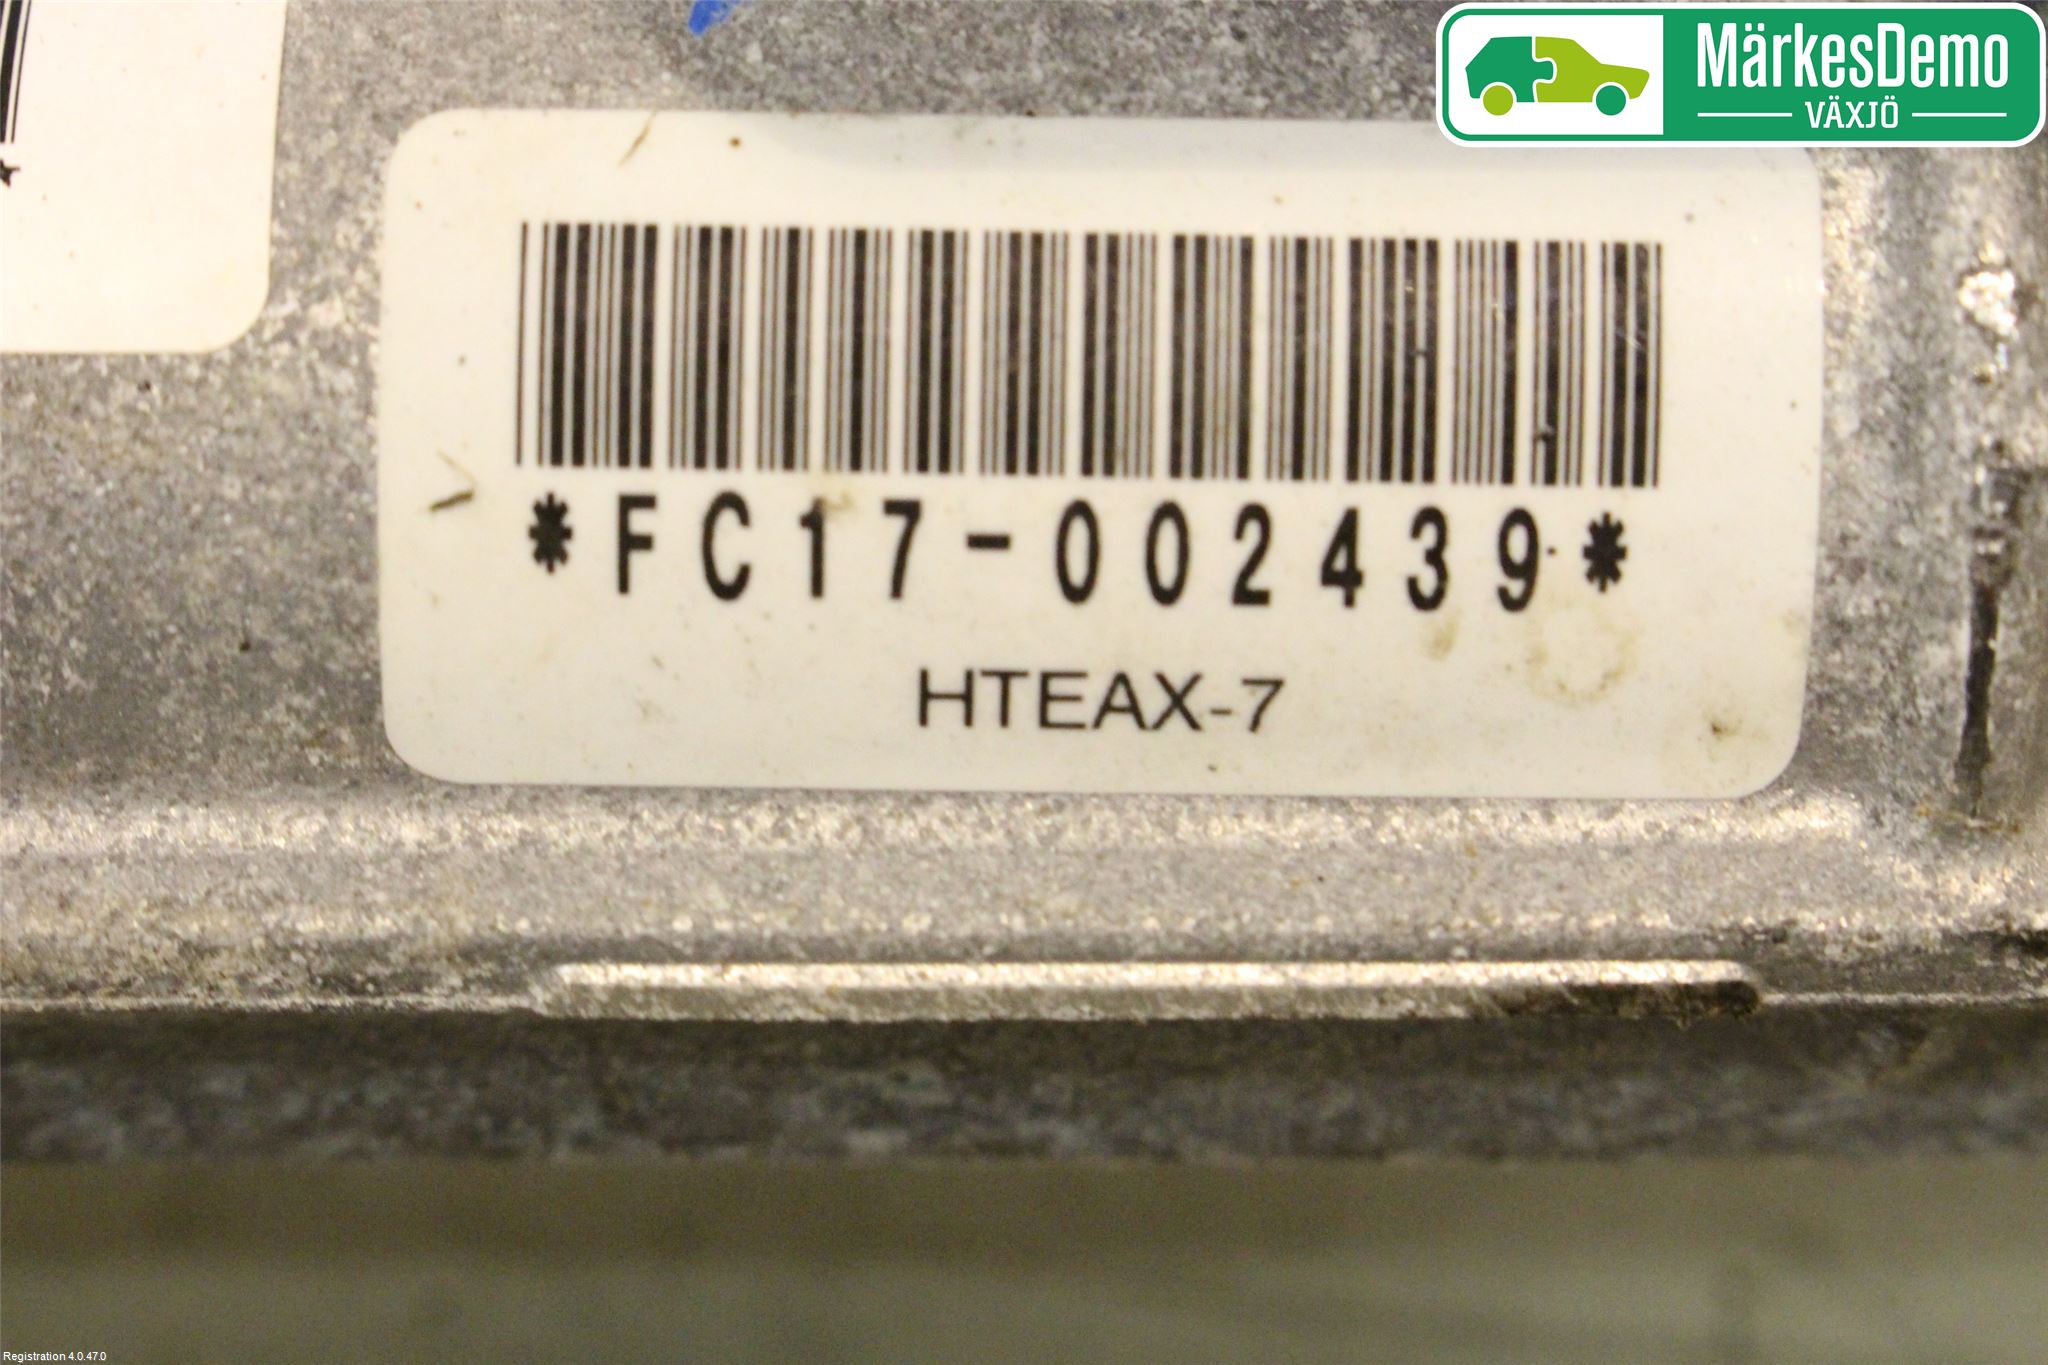 MärkesDemo
VÄXJÖ
*FC17-002439*
HTEAX-7
Registration 4.0.47.0